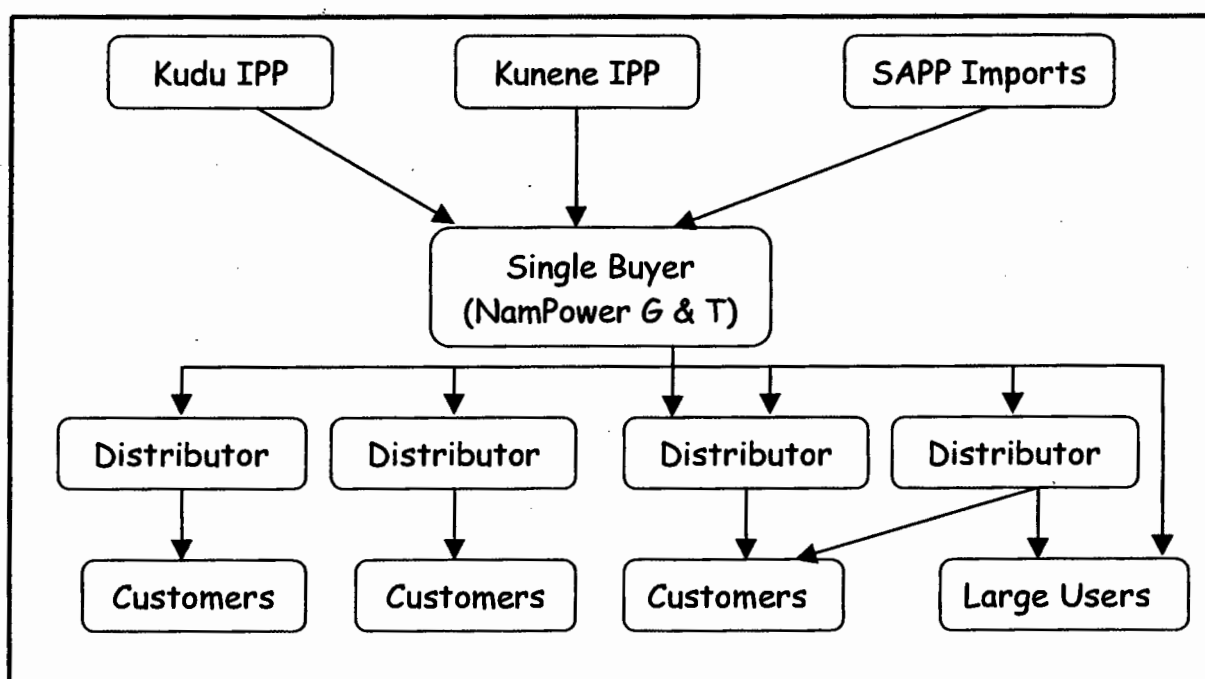 Kudu IPP
Kunene IPP
SAPP Imports
Single Buyer
(NamPower G & T)
Distributor
Distributor
Distributor
Distributor
Customers
Customers
Customers
Large Users